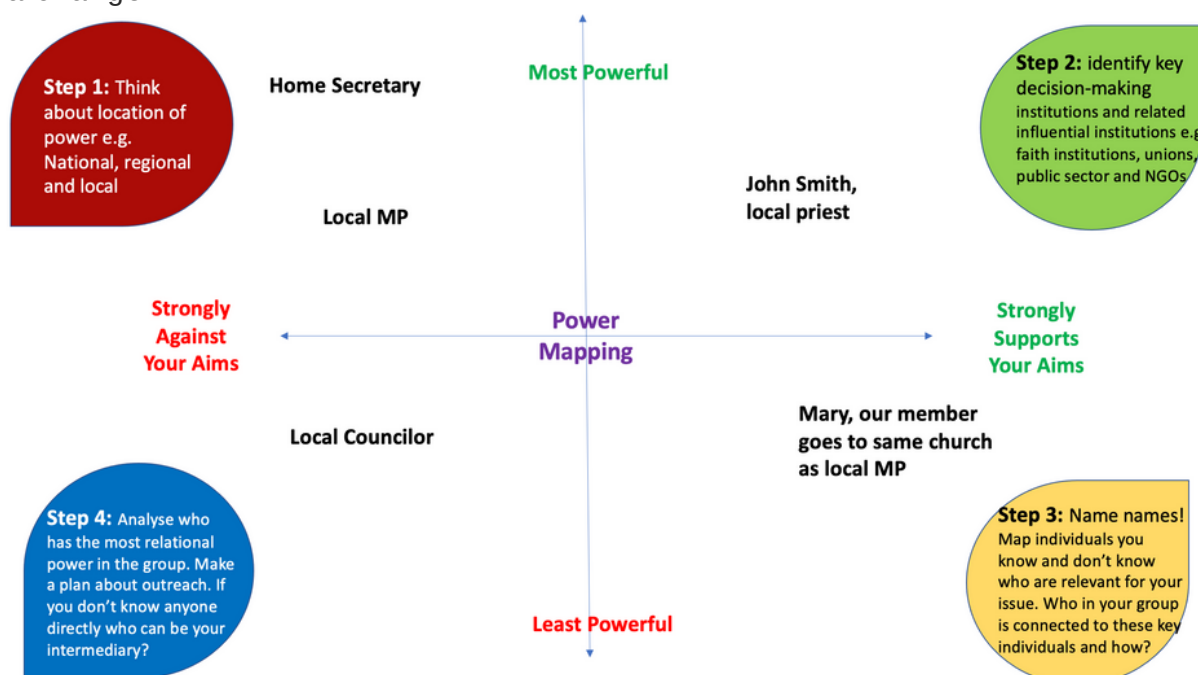 Step 1: Think
about location of
power e.g.
National, regional
and local
Home Secretary
Most Powerful
Step 2: identify key
decision-making
institutions and related
influential institutions e.g
faith institutions, unions,
public sector and NGOs
Local MP
John Smith,
local priest
Strongly
Against
Your Aims
Power
Mapping
Strongly
Supports
Your Aims
Local Councilor
Mary, our member
goes to same church
as local MP
Step 4: Analyse who
has the most relational
power in the group. Make
a plan about outreach. If
you don't know anyone
directly who can be your
intermediary?
Least Powerful
Step 3: Name names!
Map individuals you
know and don't know
who are relevant for your
issue. Who in your group
is connected to these key
individuals and how?